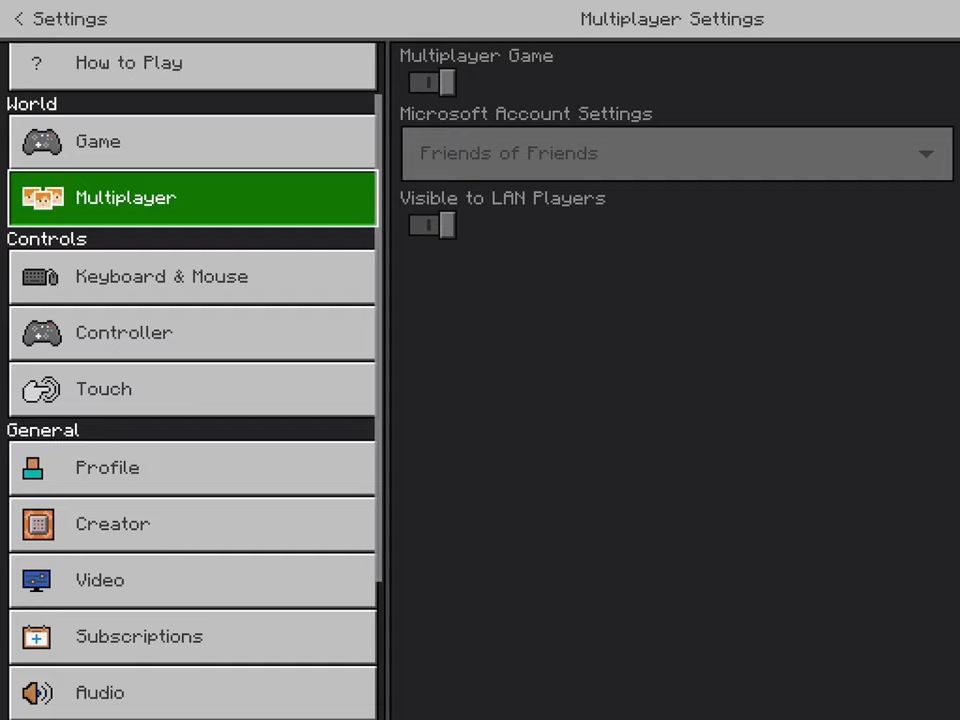 Settings
Multiplayer Settings
? How to Play
World
Game
Multiplayer
Controls
Keyboard & Mouse
Controller
Touch
General
Profile
Creator
Video
Subscriptions
Audio
Multiplayer Game
Microsoft Account Settings
Friends of Friends
Visible to LAN Players